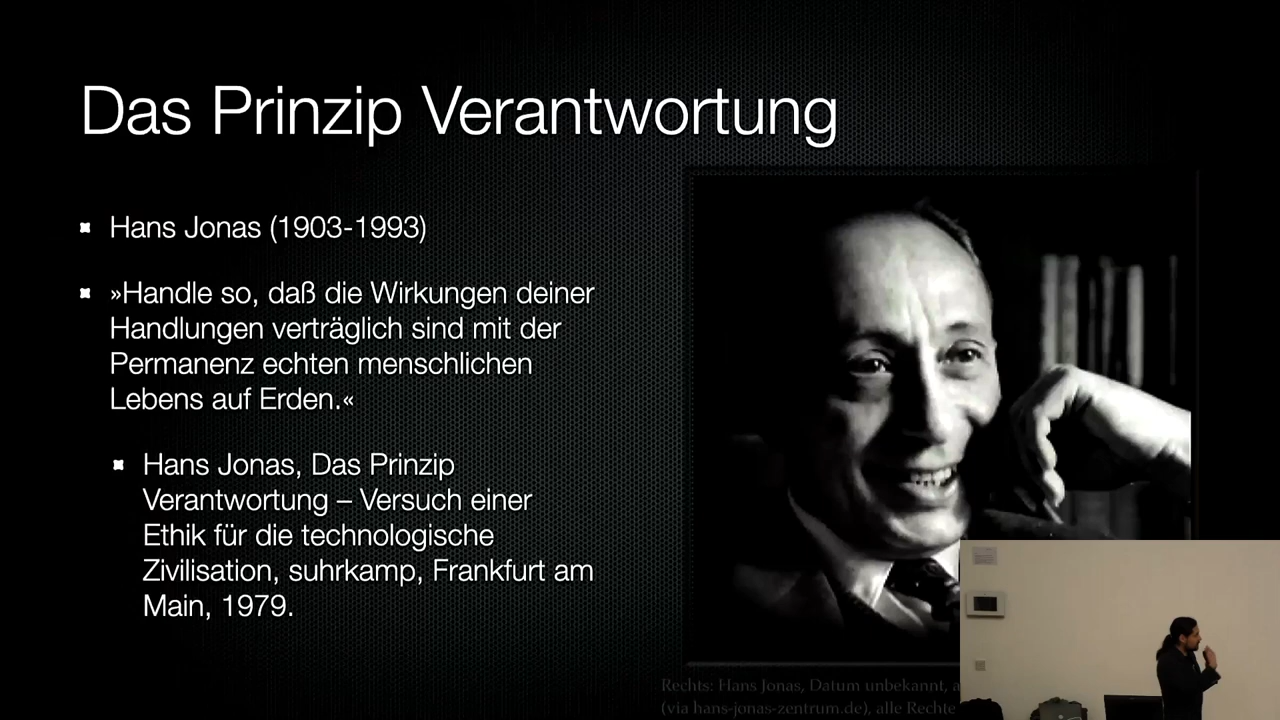 Das Prinzip Verantwortung
Hans Jonas (1903-1993)
»Handle so, daß die Wirkungen deiner
Handlungen verträglich sind mit der
Permanenz echten menschlichen
Lebens auf Erden.«
Hans Jonas, Das Prinzip
Verantwortung – Versuch einer
Ethik für die technologische
Zivilisation, suhrkamp, Frankfurt am
Main, 1979.
Rechts: Hans Jonas, Datum unbekannt, a
(via hans-jonas-zentrum.de), alle Rechte